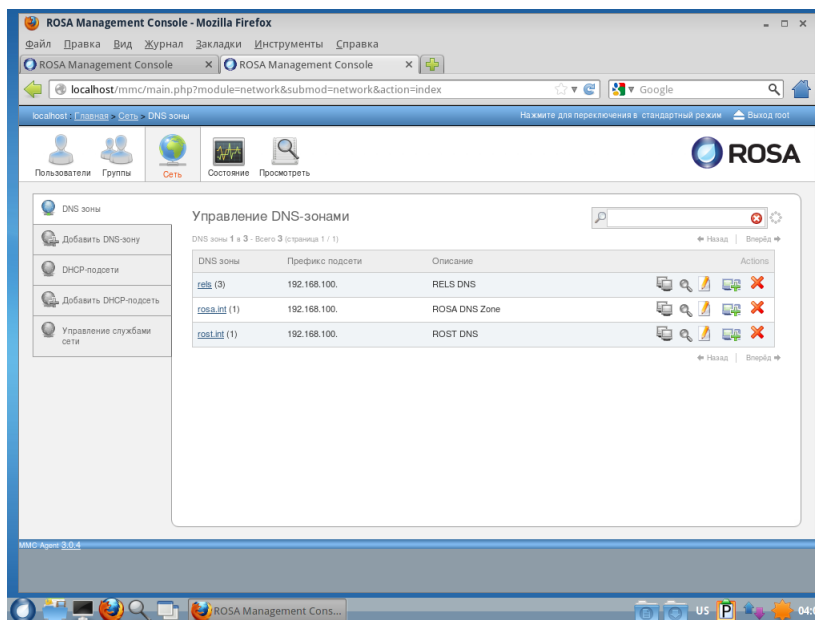 ROSA Management Console - Mozilla Firefox
Файл Правка Вид Журнал Закладки Инструменты Справка
ROSA Management Console ROSA Management Console
localhost/mmc/main.php?module=network&submod=network&action=index Google
localhost : Главная > Сеть > DNS зоны Нажмите для переключения в стандартный режим Выход root
Пользователи Группы Сеть Состояние Просмотреть ROSA
DNS зоны
Добавить DNS-зону
DHCP-подсети
Добавить DHCP-подсеть
Управление службами сети
Управление DNS-зонами
DNS зоны 1 в 3 - Всего 3 (страница 1 / 1) Назад | Вперёд
DNS зоны Префикс подсети Описание Actions
rels (3) 192.168.100. RELS DNS
rosa.int (1) 192.168.100. ROSA DNS Zone
rost.int (1) 192.168.100. ROST DNS
Назад | Вперёд
MMC Agent 3.0.4
ROSA Management Cons... US P